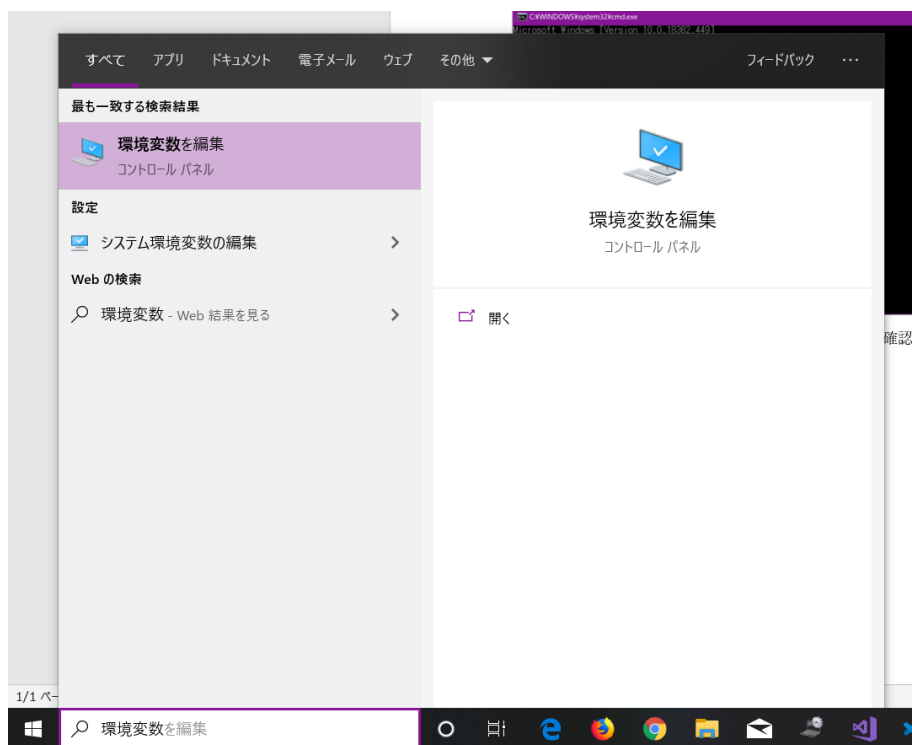 C:¥WINDOWS¥system32¥cmd.exe
Microsoft Windows [Version 10.0.18362.449]
すべて アプリ ドキュメント 電子メール ウェブ その他 フィードバック ...
最も一致する検索結果
環境変数を編集
コントロール パネル
設定
システム環境変数の編集
Web の検索
環境変数 - Web 結果を見る
環境変数を編集
コントロール パネル
開く
確認
1/1 ペー
環境変数を編集